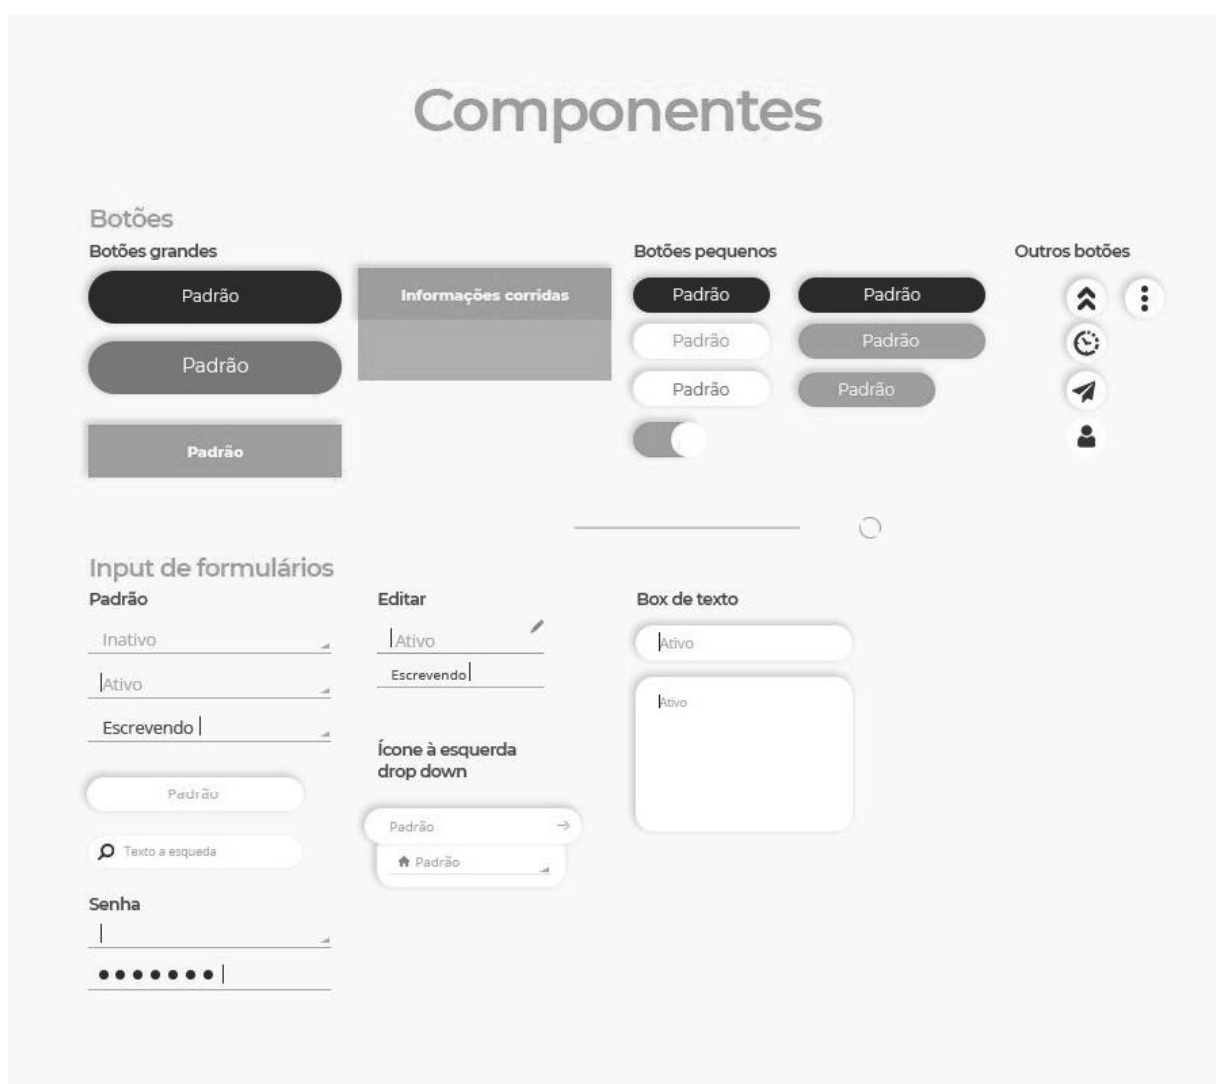 Componentes
Botões
Botões grandes
Padrão
Padrão
Padrão
Informações corridas
Botões pequenos
Padrão
Padrão
Padrão
Padrão
Padrão
Padrão
Outros botões
Input de formulários
Padrão
Inativo
Ativo
Escrevendo
Padrão
Texto a esqueda
Senha
Editar
Ativo
Escrevendo
Ícone à esquerda
drop down
Padrão
Padrão
Box de texto
Ativo
Ativo